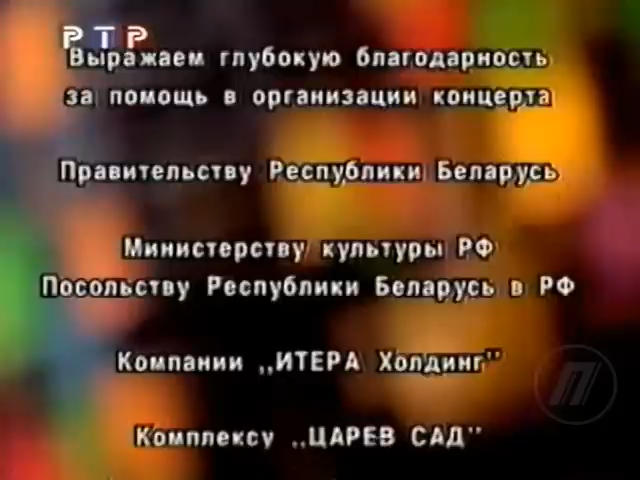 РТР
Выражаем глубокую благодарность
за помощь в организации концерта
Правительству Республики Беларусь
Министерству культуры РФ
Посольству Республики Беларусь в РФ
Компании „ИТЕРА Холдинг"
Комплексу „ЦАРЕВ САД"
П